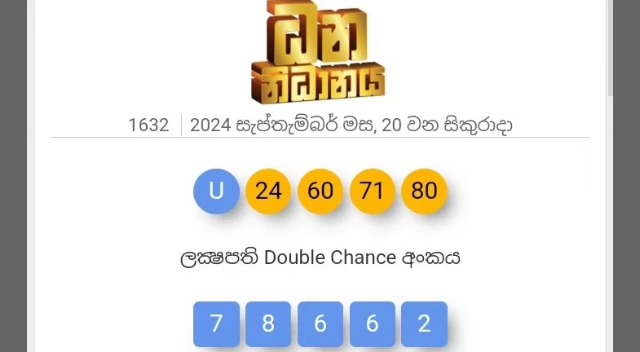 ධන
නිධානය
1632 | 2024 සැප්තැම්බර් මස, 20 වන සිකුරාදා
U 24 60 71 80
ලක්‍ෂපති Double Chance අංකය
7 8 6 6 2